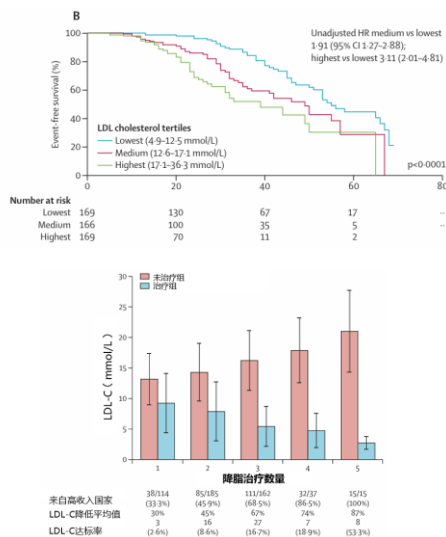 B
Unadjusted HR medium vs lowest
1·91 (95% CI 1·27–2·88);
highest vs lowest 3·11 (2·01–4·81)
100
80
60
40
20
0
Event-free survival (%)
LDL cholesterol tertiles
Lowest (4·9–12·5 mmol/L)
Medium (12·6–17·1 mmol/L)
Highest (17·1–36·3 mmol/L)
p<0·0001
0 20 40 60 80
Number at risk
Lowest 169 130 67 17 ··
Medium 166 100 35 5 ··
Highest 169 70 11 2
未治疗组
治疗组
30
25
20
15
10
5
0
LDL-C（mmol/L）
1 2 3 4 5
降脂治疗数量
来自高收入国家 38/114 85/185 111/162 32/37 15/15
(33.3%) (45.9%) (68.5%) (86.5%) (100%)
LDL-C降低平均值 30% 45% 67% 74% 87%
LDL-C达标率 3 16 27 7 8
(2.6%) (8.6%) (16.7%) (18.9%) (53.3%)